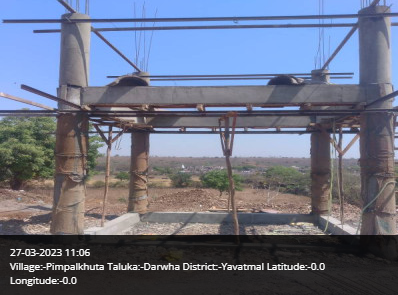 27-03-2023 11:06
Village:-Pimpalkhuta Taluka:-Darwha District:-Yavatmal Latitude:-0.0
Longitude:-0.0